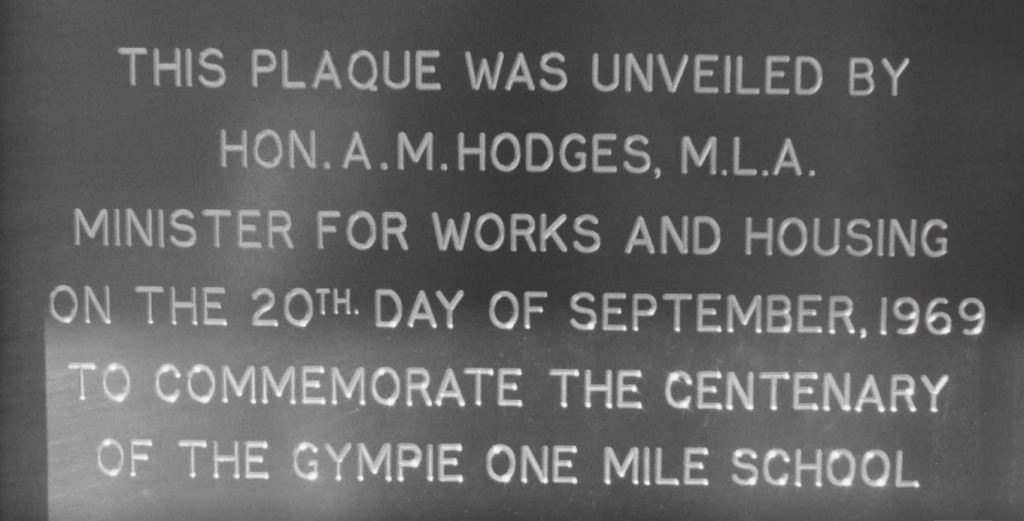 THIS PLAQUE WAS UNVEILED BY
HON. A.M. HODGES, M.L.A.
MINISTER FOR WORKS AND HOUSING
ON THE 20TH. DAY OF SEPTEMBER, 1969
TO COMMEMORATE THE CENTENARY
OF THE GYMPIE ONE MILE SCHOOL